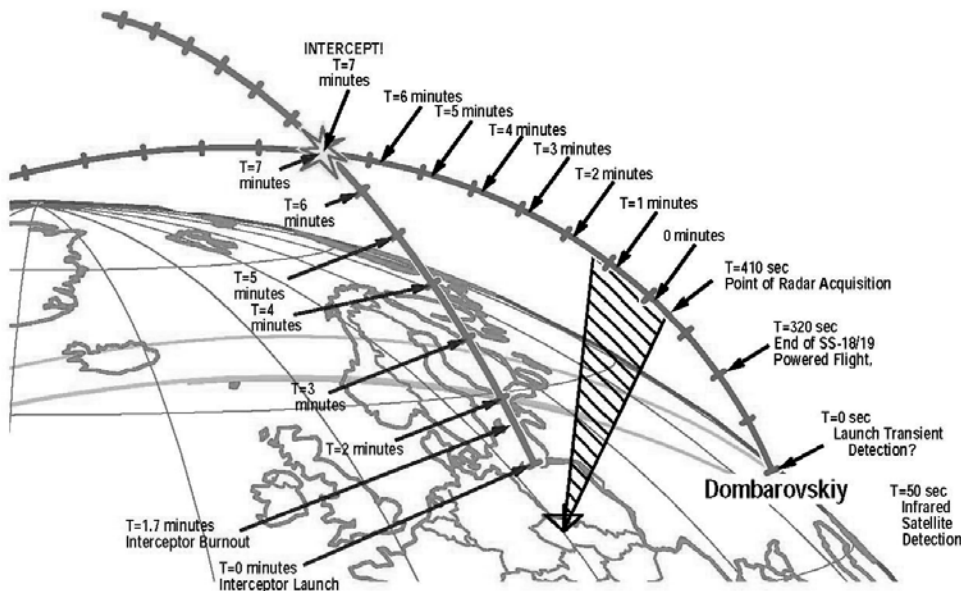 INTERCEPT!
T=7
minutes
T=6 minutes
T=5 minutes
T=4 minutes
T=3 minutes
T=2 minutes
T=1 minutes
0 minutes
T=410 sec
Point of Radar Acquisition
T=320 sec
End of SS-18/19
Powered Flight,
T=0 sec
Launch Transient
Detection?
Dombarovskiy
T=50 sec
Infrared
Satellite
Detection
T=7
minutes
T=6
minutes
T=5
minutes
T=4
minutes
T=3
minutes
T=2 minutes
T=1.7 minutes
Interceptor Burnout
T=0 minutes
Interceptor Launch